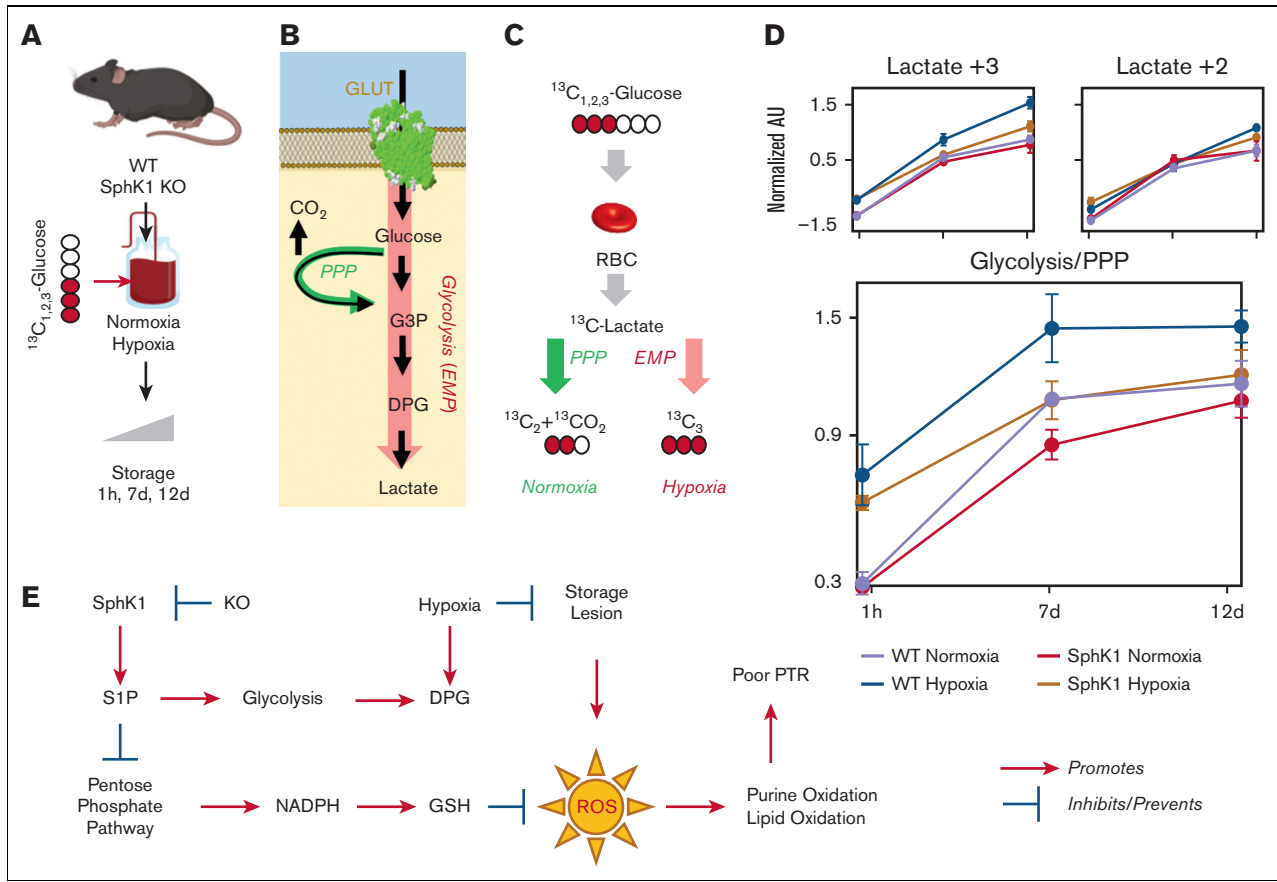 A
WT
SphK1 KO
¹³C₁,₂,₃-Glucose
Normoxia
Hypoxia
Storage
1h, 7d, 12d
B
GLUT
CO₂
Glucose
PPP
G3P
Glycolysis (EMP)
DPG
Lactate
C
¹³C₁,₂,₃-Glucose
RBC
¹³C-Lactate
PPP
EMP
¹³C₂+¹³CO₂
¹³C₃
Normoxia
Hypoxia
D
Lactate +3
Lactate +2
Normalized AU
1.5
0.5
–1.5
Glycolysis/PPP
1.5
0.9
0.3
1h
7d
12d
WT Normoxia
SphK1 Normoxia
WT Hypoxia
SphK1 Hypoxia
E
SphK1
KO
Hypoxia
Storage
Lesion
S1P
Glycolysis
DPG
Poor PTR
Pentose
Phosphate
Pathway
NADPH
GSH
ROS
Purine Oxidation
Lipid Oxidation
Promotes
Inhibits/Prevents